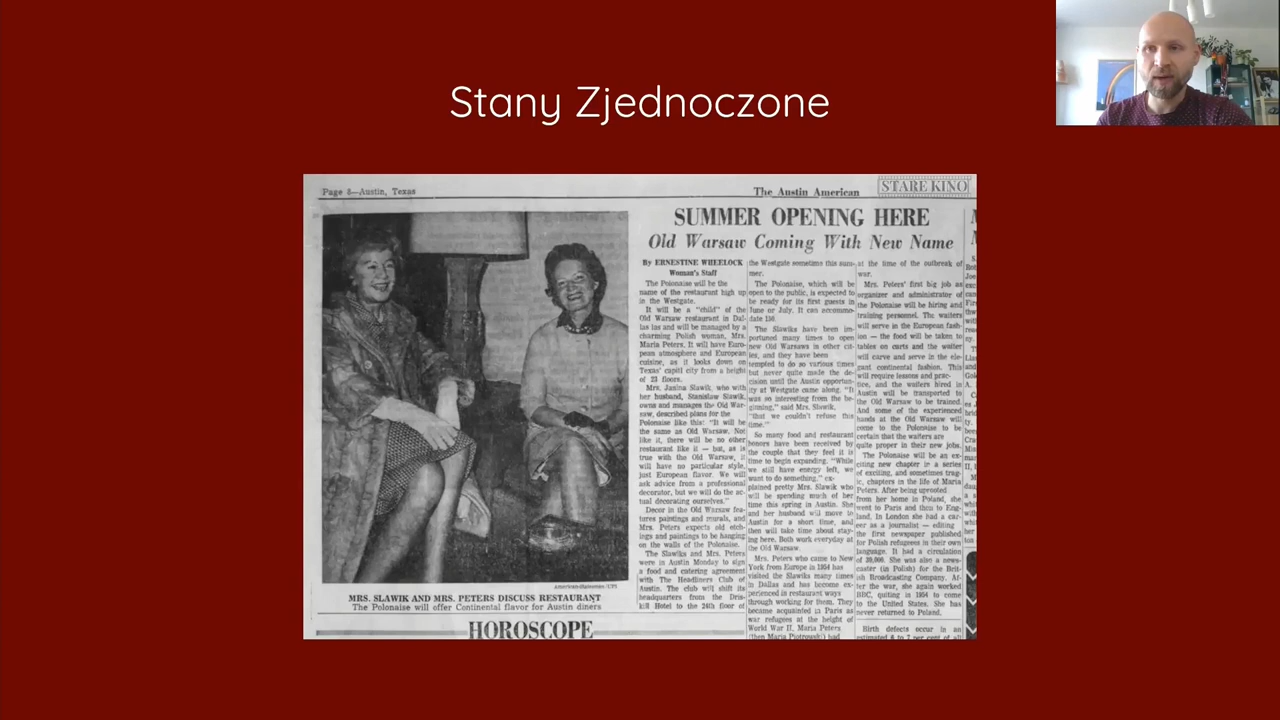 Stany Zjednoczone
Page 8—Austin, Texas
The Austin American
STARE KINO
SUMMER OPENING HERE
Old Warsaw Coming With New Name
By ERNESTINE WHEELOCK
Woman's Staff
The Polonaise will be the
name of the restaurant high up
in the Westgate.
It will be a "child" of the
Old Warsaw restaurant in Dal-
las las and will be managed by a
charming Polish woman, Mrs.
Maria Peters. It will have Euro-
pean atmosphere and European
cuisine, as it looks down on
Texas' capitl city from a height
of 23 floors.
Mrs. Janina Slawik, who with
her husband, Stanislaw Slawik,
owns and manages the Old War-
saw, described plans for the
Polonaise like this: "It will be
the same as Old Warsaw. Not
like it, there will be no other
restaurant like it — but, as is
true with the Old Warsaw, it
will have no particular style,
just European flavor. We will
ask advice from a professional
decorator, but we will do the ac-
tual decorating ourselves."
Decor in the Old Warsaw fea-
tures paintings and murals, and
Mrs. Peters expects old etch-
ings and paintings to be hanging
on the walls of the Polonaise.
The Slawiks and Mrs. Peters
were in Austin Monday to sign
a food and catering agreement
with The Headliners Club of
Austin. The club will shift its
headquarters from the Dris-
kill Hotel to the 24th floor of
the Westgate sometime this sum-
mer.
The Polonaise, which will be
open to the public, is expected to
be ready for its first guests in
June or July. It can accommo-
date 136.
The Slawiks have been im-
portuned many times to open
new Old Warsaws in other cit-
ies, and they have been
tempted to do so various times
but never quite made the de-
cision until the Austin opportun-
ity at Westgate came along. "It
was so interesting from the be-
ginning," said Mrs. Slawik,
"that we couldn't refuse this
time."
So many food and restaurant
honors have been received by
the couple that they feel it is
time to begin expanding. "While
we still have energy left, we
want to do something," ex-
plained pretty Mrs. Slawik who
will be spending much of her
time this spring in Austin. She
and her husband will move to
Austin for a short time, and
then will take time about stay-
ing here. Both work everyday at
the Old Warsaw.
Mrs. Peters who came to New
York from Europe in 1954 has
visited the Slawiks many times
in Dallas and has become ex-
perienced in restaurant ways
through working for them. They
became acquainted in Paris as
war refugees at the height of
World War II. Maria Peters
(then Maria Piotrowski) had
at the time of the outbreak of
war.
Mrs. Peters' first big job as
organizer and administrator of
the Polonaise will be hiring and
training personnel. The waiters
will serve in the European fash-
ion — the food will be taken to
tables on carts and the waiter
will carve and serve in the ele-
gant continental fashion. This
will require lessons and prac-
tice, and the waiters hired in
Austin will be transported to
the Old Warsaw to be trained.
And some of the experienced
hands at the Old Warsaw will
come to the Polonaise to be
certain that the waiters are
quite proper in their new jobs.
The Polonaise will be an ex-
citing new chapter in a series
of exciting, and sometimes trag-
ic, chapters in the life of Maria
Peters. After being uprooted
from her home in Poland, she
went to Paris and then to Eng-
land. In London she had a car-
eer as a journalist — editing
the first newspaper published
for Polish refugees in their own
language. It had a circulation
of 30,000. She was also a news-
caster (in Polish) for the Brit-
ish Broadcasting Company. Af-
ter the war, she again worked
BBC, quiting in 1954 to come
to the United States. She has
never returned to Poland.
Birth defects occur in an
estimated 6 to 7 per cent of all
American-Statesman/CPS
MRS. SLAWIK AND MRS. PETERS DISCUSS RESTAURANT
The Polonaise will offer Continental flavor for Austin diners
HOROSCOPE